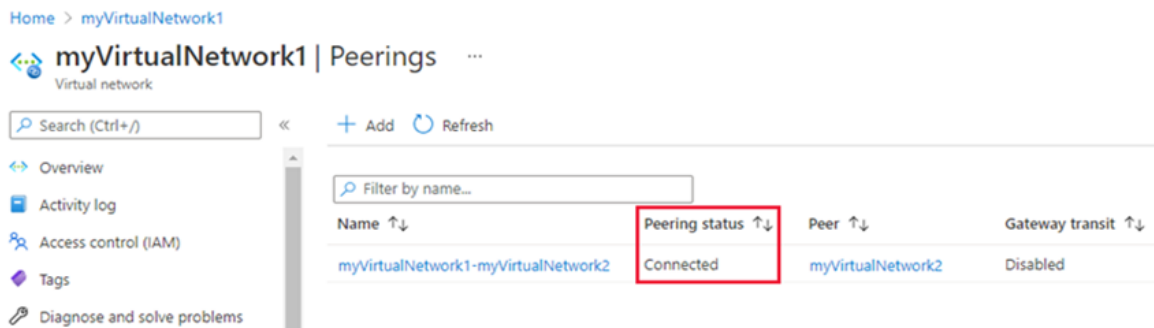 Home > myVirtualNetwork1
myVirtualNetwork1 | Peerings ...
Virtual network
Search (Ctrl+/)
«
+ Add Refresh
Overview
Activity log
Access control (IAM)
Tags
Diagnose and solve problems
Filter by name...
Name ↑↓ Peering status ↑↓ Peer ↑↓ Gateway transit ↑↓
myVirtualNetwork1-myVirtualNetwork2 Connected myVirtualNetwork2 Disabled